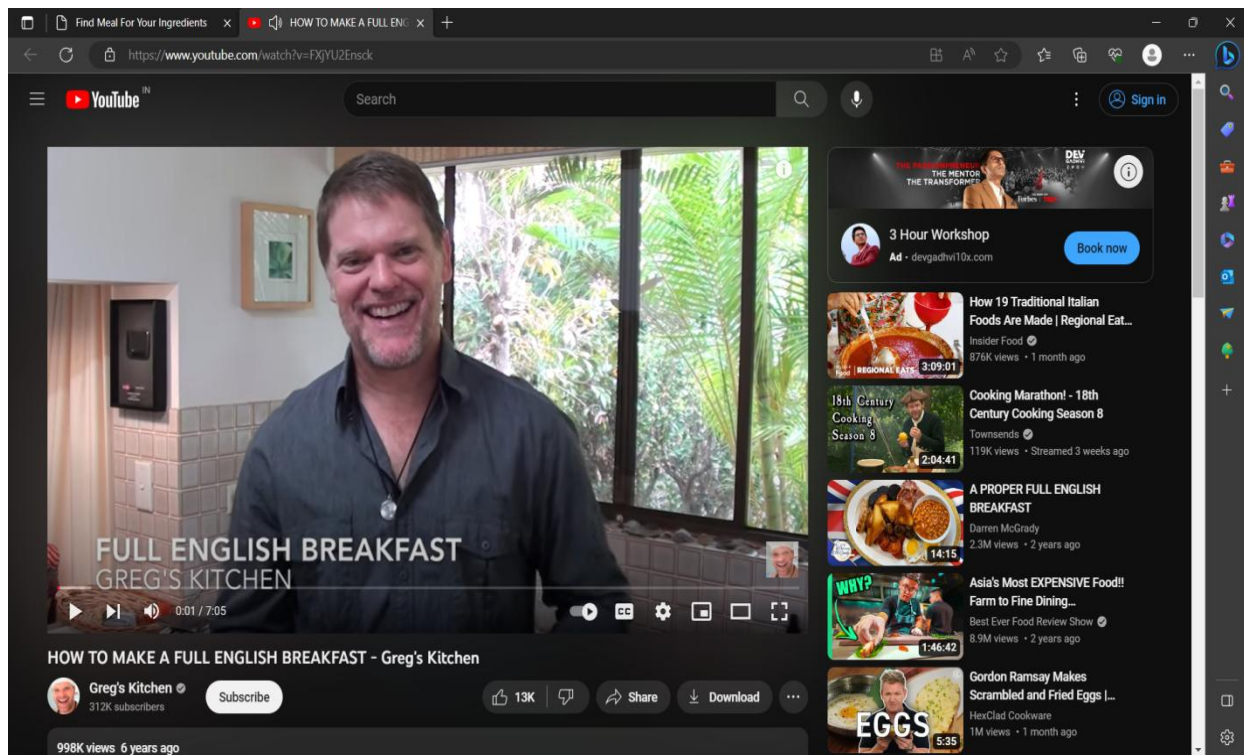 Find Meal For Your Ingredients
HOW TO MAKE A FULL ENG
https://www.youtube.com/watch?v=FXjYU2Ensck
YouTube IN
Search
Sign in
FULL ENGLISH BREAKFAST
GREG'S KITCHEN
0:01 / 7:05
CC
HOW TO MAKE A FULL ENGLISH BREAKFAST - Greg's Kitchen
Greg's Kitchen
312K subscribers
Subscribe
13K
Share
Download
998K views 6 years ago
THE MENTOR
THE TRANSFORMER
DEV
Forbes
3 Hour Workshop
Ad · devgadhvi10x.com
Book now
REGIONAL EATS
3:09:01
How 19 Traditional Italian
Foods Are Made | Regional Eat...
Insider Food
876K views • 1 month ago
18th Century
Cooking
Season 8
2:04:41
Cooking Marathon! - 18th
Century Cooking Season 8
Townsends
119K views • Streamed 3 weeks ago
14:15
A PROPER FULL ENGLISH
BREAKFAST
Darren McGrady
2.3M views • 2 years ago
WHY?
1:46:42
Asia's Most EXPENSIVE Food!!
Farm to Fine Dining...
Best Ever Food Review Show
8.9M views • 2 years ago
EGGS
5:35
Gordon Ramsay Makes
Scrambled and Fried Eggs |...
HexClad Cookware
1M views • 1 month ago